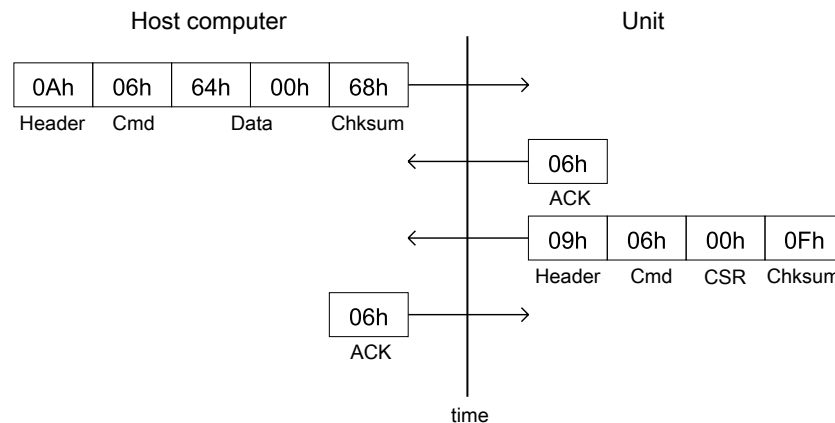 Host computer Unit
0Ah 06h 64h 00h 68h
Header Cmd Data Chksum
06h
ACK
09h 06h 00h 0Fh
Header Cmd CSR Chksum
06h
ACK
time